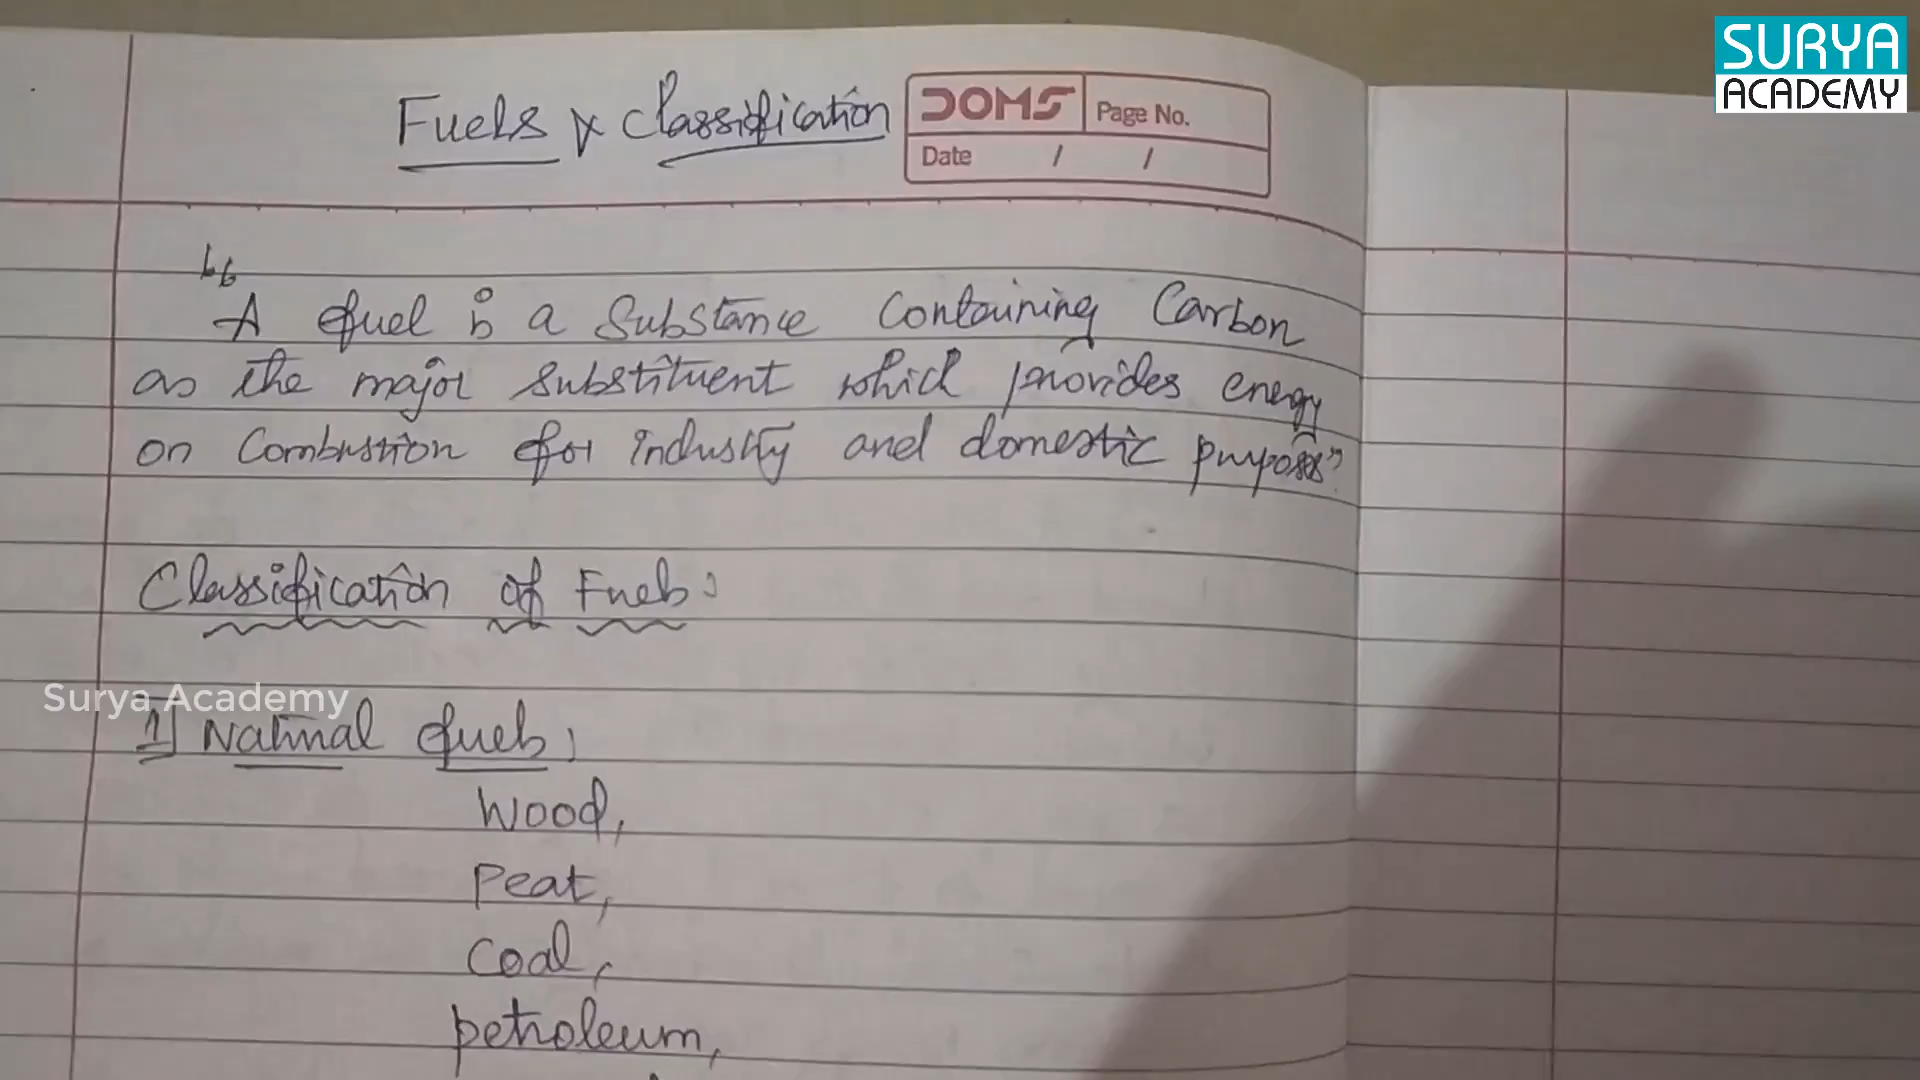 SURYA
ACADEMY
Fuels & Classification
DOMS Page No.
Date / /
"A fuel is a Substance Containing Carbon
as the major substituent which provides energy
on Combustion for industry and domestic purposes".
Classification of Fuels:
Surya Academy
1] Natural fuels:
Wood,
Peat,
Coal,
petroleum,